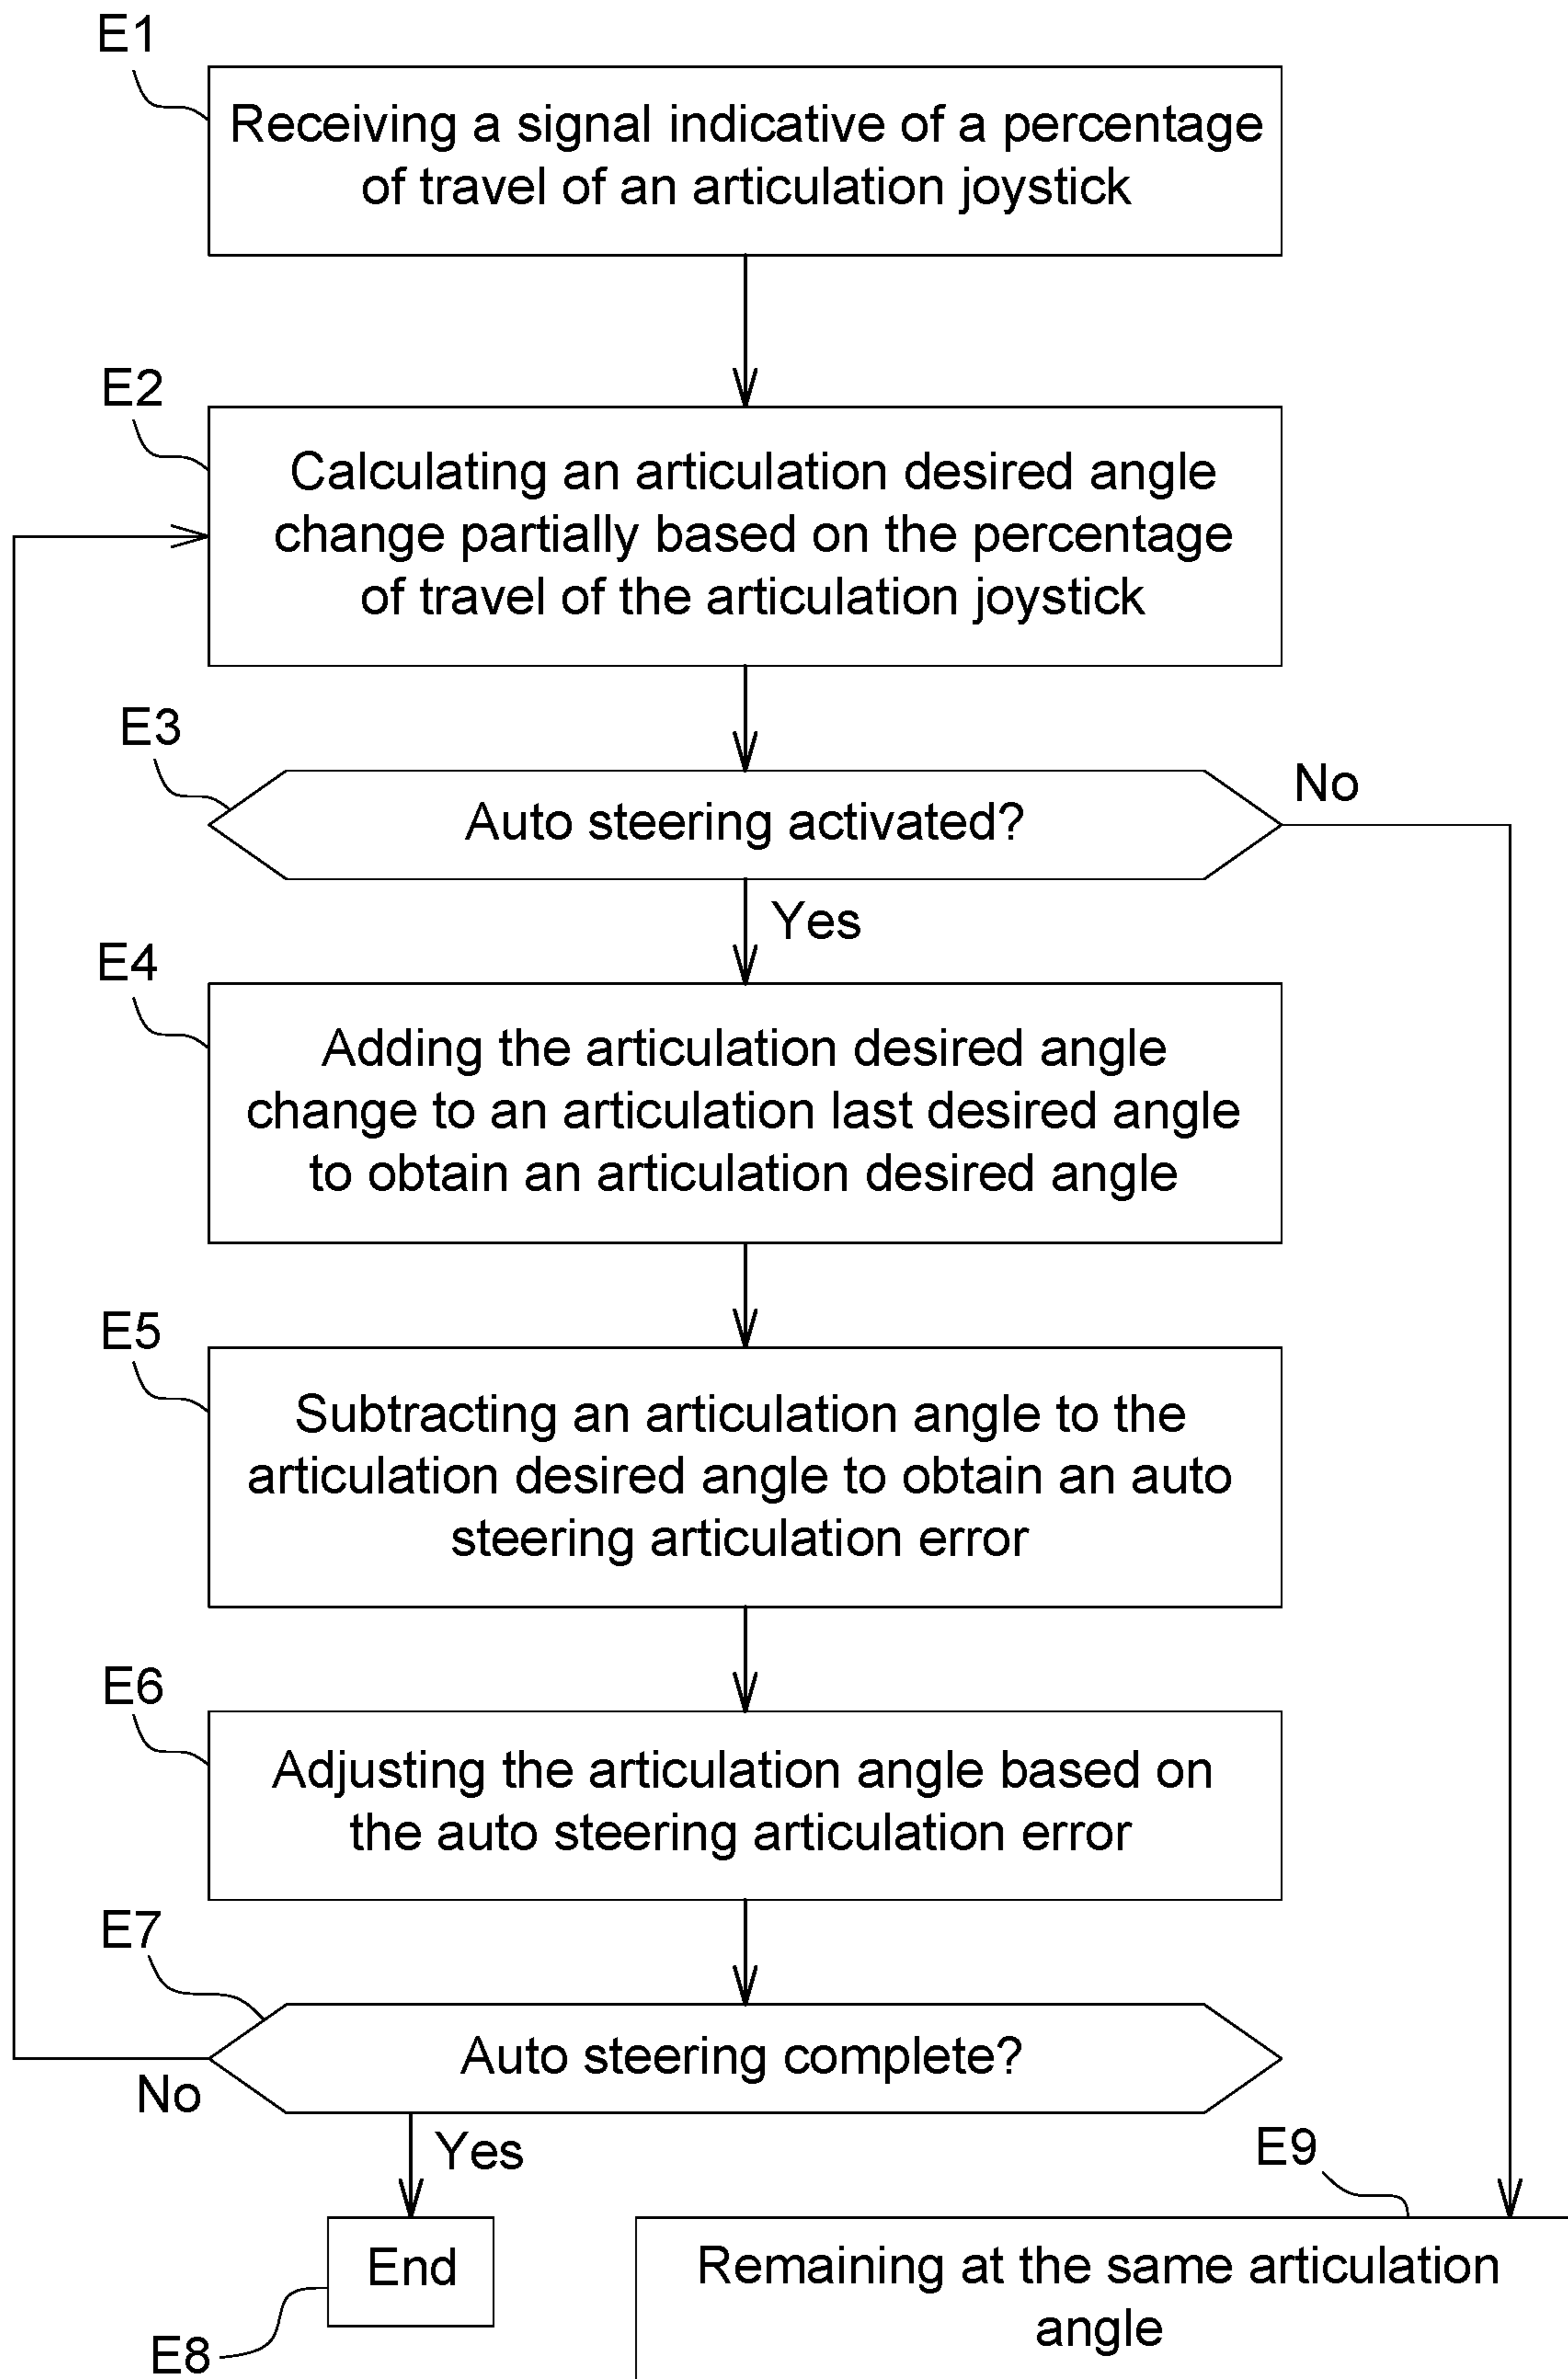 E1
Receiving a signal indicative of a percentage
of travel of an articulation joystick
E2
Calculating an articulation desired angle
change partially based on the percentage
of travel of the articulation joystick
E3
Auto steering activated?
No
Yes
E4
Adding the articulation desired angle
change to an articulation last desired angle
to obtain an articulation desired angle
E5
Subtracting an articulation angle to the
articulation desired angle to obtain an auto
steering articulation error
E6
Adjusting the articulation angle based on
the auto steering articulation error
E7
Auto steering complete?
No
Yes
E9
End
Remaining at the same articulation
angle
E8